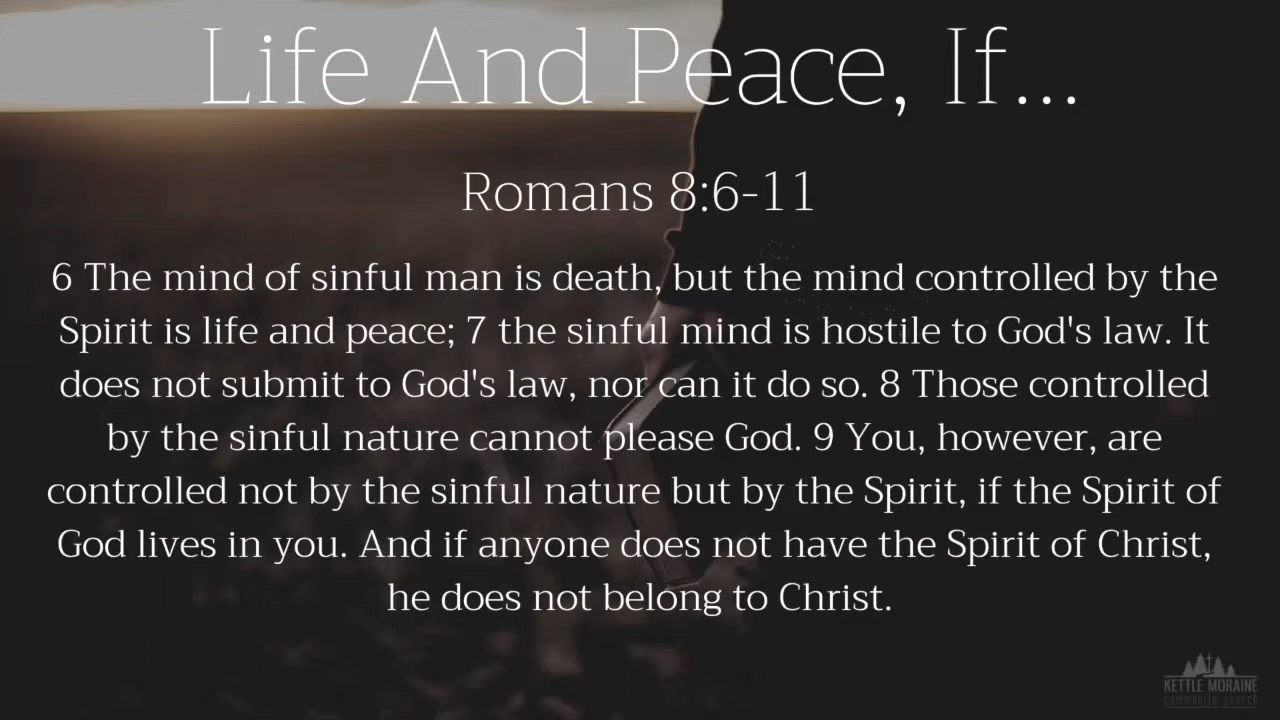 Life And Peace, If...
Romans 8:6-11
6 The mind of sinful man is death, but the mind controlled by the
Spirit is life and peace; 7 the sinful mind is hostile to God's law. It
does not submit to God's law, nor can it do so. 8 Those controlled
by the sinful nature cannot please God. 9 You, however, are
controlled not by the sinful nature but by the Spirit, if the Spirit of
God lives in you. And if anyone does not have the Spirit of Christ,
he does not belong to Christ.
KETTLE MORAINE
community church